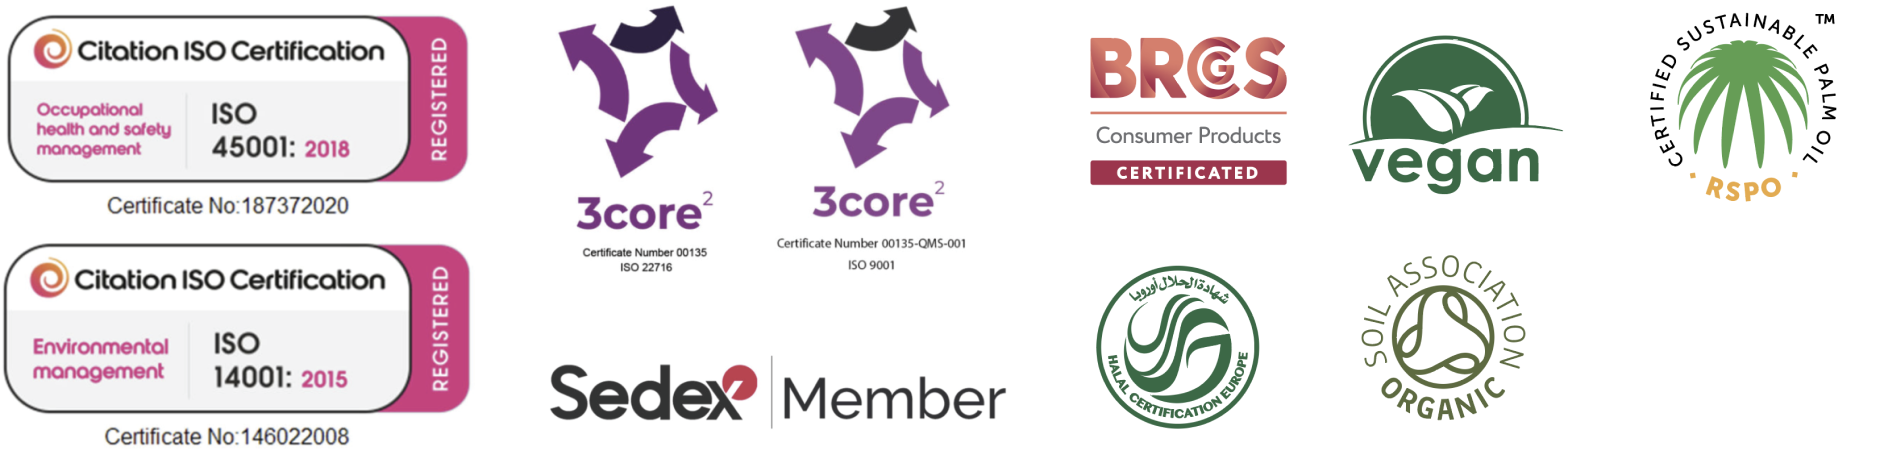 Citation ISO Certification
Occupational
health and safety
management
ISO
45001: 2018
REGISTERED
Certificate No:187372020
Citation ISO Certification
Environmental
management
ISO
14001: 2015
REGISTERED
Certificate No:146022008
3core2
Certificate Number 00135
ISO 22716
3core2
Certificate Number 00135-QMS-001
ISO 9001
Sedex Member
BRCGS
Consumer Products
CERTIFICATED
vegan
CERTIFIED SUSTAINABLE PALM OIL TM
RSPO
شهادة الحلال أوروبا
HALAL CERTIFICATION EUROPE
SOIL ASSOCIATION
ORGANIC